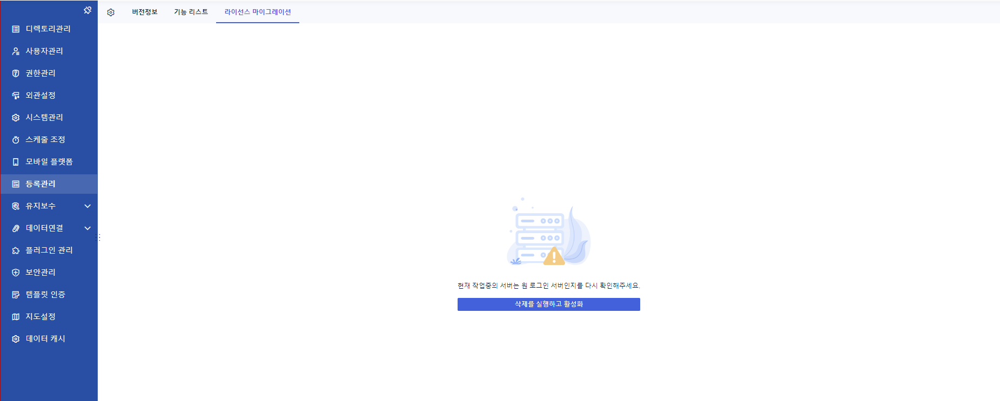 버전정보
기능 리스트
라이선스 마이그레이션
디렉토리관리
사용자관리
권한관리
외관설정
시스템관리
스케줄 조정
모바일 플랫폼
등록관리
유지보수
데이터연결
플러그인 관리
보안관리
템플릿 인증
지도설정
데이터 캐시
현재 작업중의 서버는 원 로그인 서버인지를 다시 확인해주세요.
삭제를 실행하고 활성화